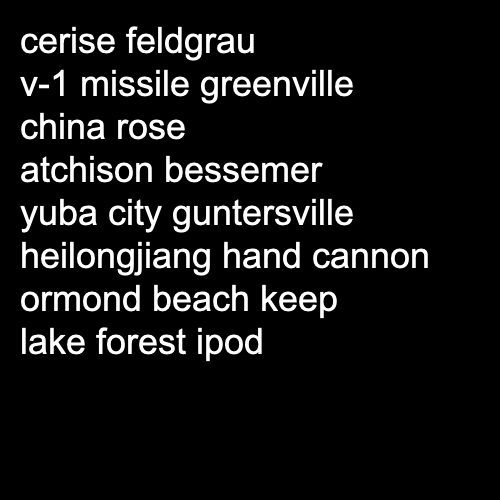 cerise feldgrau
v-1 missile greenville
china rose
atchison bessemer
yuba city guntersville
heilongjiang hand cannon
ormond beach keep
lake forest ipod